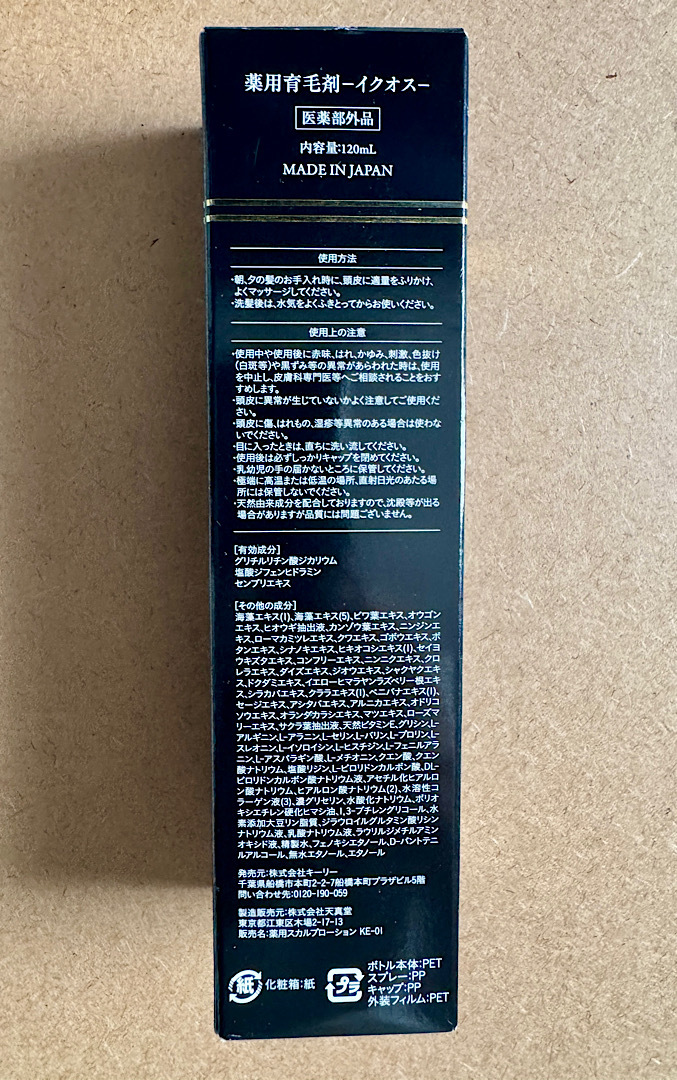 薬用育毛剤−イクオス−
医薬部外品
内容量:120mL
MADE IN JAPAN
使用方法
・朝、夕の髪のお手入れ時に、頭皮に適量をふりかけ、
よくマッサージしてください。
・洗髪後は、水気をよくふきとってからお使いください。
使用上の注意
・使用中や使用後に赤味、はれ、かゆみ、刺激、色抜け
(白斑等)や黒ずみ等の異常があらわれた時は、使用
を中止し、皮膚科専門医等へご相談されることをおす
すめします。
・頭皮に異常が生じていないかよく注意してご使用くだ
さい。
・頭皮に傷、はれもの、湿疹等異常のある場合は使わな
いでください。
・目に入ったときは、直ちに洗い流してください。
・使用後は必ずしっかりキャップを閉めてください。
・乳幼児の手の届かないところに保管してください。
・極端に高温または低温の場所、直射日光のあたる場
所には保管しないでください。
・天然由来成分を配合しておりますので、沈殿等が出る
場合がありますが品質には問題ございません。
[有効成分]
グリチルリチン酸ジカリウム
塩酸ジフェンヒドラミン
センブリエキス
[その他の成分]
海藻エキス(1)、海藻エキス(5)、ビワ葉エキス、オウゴン
エキス、ヒオウギ抽出液、カンゾウ葉エキス、ニンジンエ
キス、ローマカミツレエキス、クワエキス、ゴボウエキス、ボ
タンエキス、シナノキエキス、ヒキオコシエキス(1)、セイヨ
ウキズタエキス、コンフリーエキス、ニンニクエキス、クロ
レラエキス、ダイズエキス、ジオウエキス、シャクヤクエキ
ス、ドクダミエキス、イエローヒマラヤンラズベリー根エキ
ス、シラカバエキス、クララエキス(1)、ベニバナエキス(1)、
セージエキス、アシタバエキス、アルニカエキス、オドリコ
ソウエキス、オランダカラシエキス、マツエキス、ローズマ
リーエキス、サクラ葉抽出液、天然ビタミンE、グリシン、L-
アルギニン、L-アラニン、L-セリン、L-バリン、L-プロリン、L-
スレオニン、L-イソロイシン、L-ヒスチジン、L-フェニルアラ
ニン、L-アスパラギン酸、L-メチオニン、クエン酸、クエン
酸ナトリウム、塩酸リジン、L-ピロリドンカルボン酸、DL-
ピロリドンカルボン酸ナトリウム液、アセチル化ヒアルロ
ン酸ナトリウム、ヒアルロン酸ナトリウム(2)、水溶性コ
ラーゲン液(3)、濃グリセリン、水酸化ナトリウム、ポリオ
キシエチレン硬化ヒマシ油、1,3-ブチレングリコール、水
素添加大豆リン脂質、ジラウロイルグルタミン酸リシン
ナトリウム液、乳酸ナトリウム液、ラウリルジメチルアミン
オキシド液、精製水、フェノキシエタノール、D-パントテニ
ルアルコール、無水エタノール、エタノール
発売元:株式会社キーリー
千葉県船橋市本町2-2-7船橋本町プラザビル5階
問い合わせ先:0120-190-059
製造販売元:株式会社天真堂
東京都江東区木場2-17-13
販売名:薬用スカルプローション KE-01
紙
化粧箱:紙
プラ
ボトル本体:PET
スプレー:PP
キャップ:PP
外装フィルム:PET